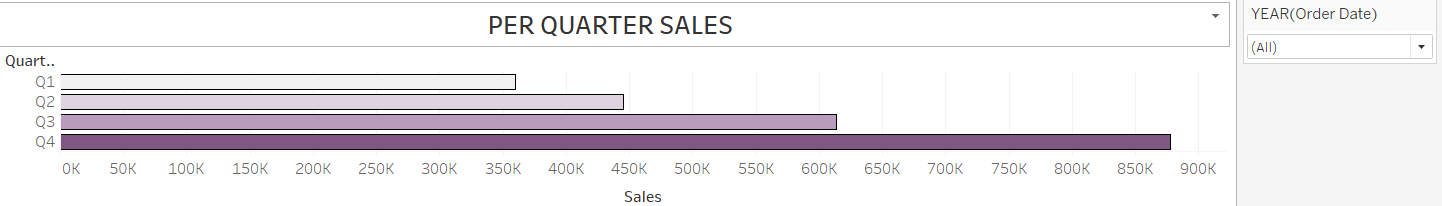 PER QUARTER SALES
YEAR(Order Date)
(All)
Quart..
Q1
Q2
Q3
Q4
0K 50K 100K 150K 200K 250K 300K 350K 400K 450K 500K 550K 600K 650K 700K 750K 800K 850K 900K
Sales